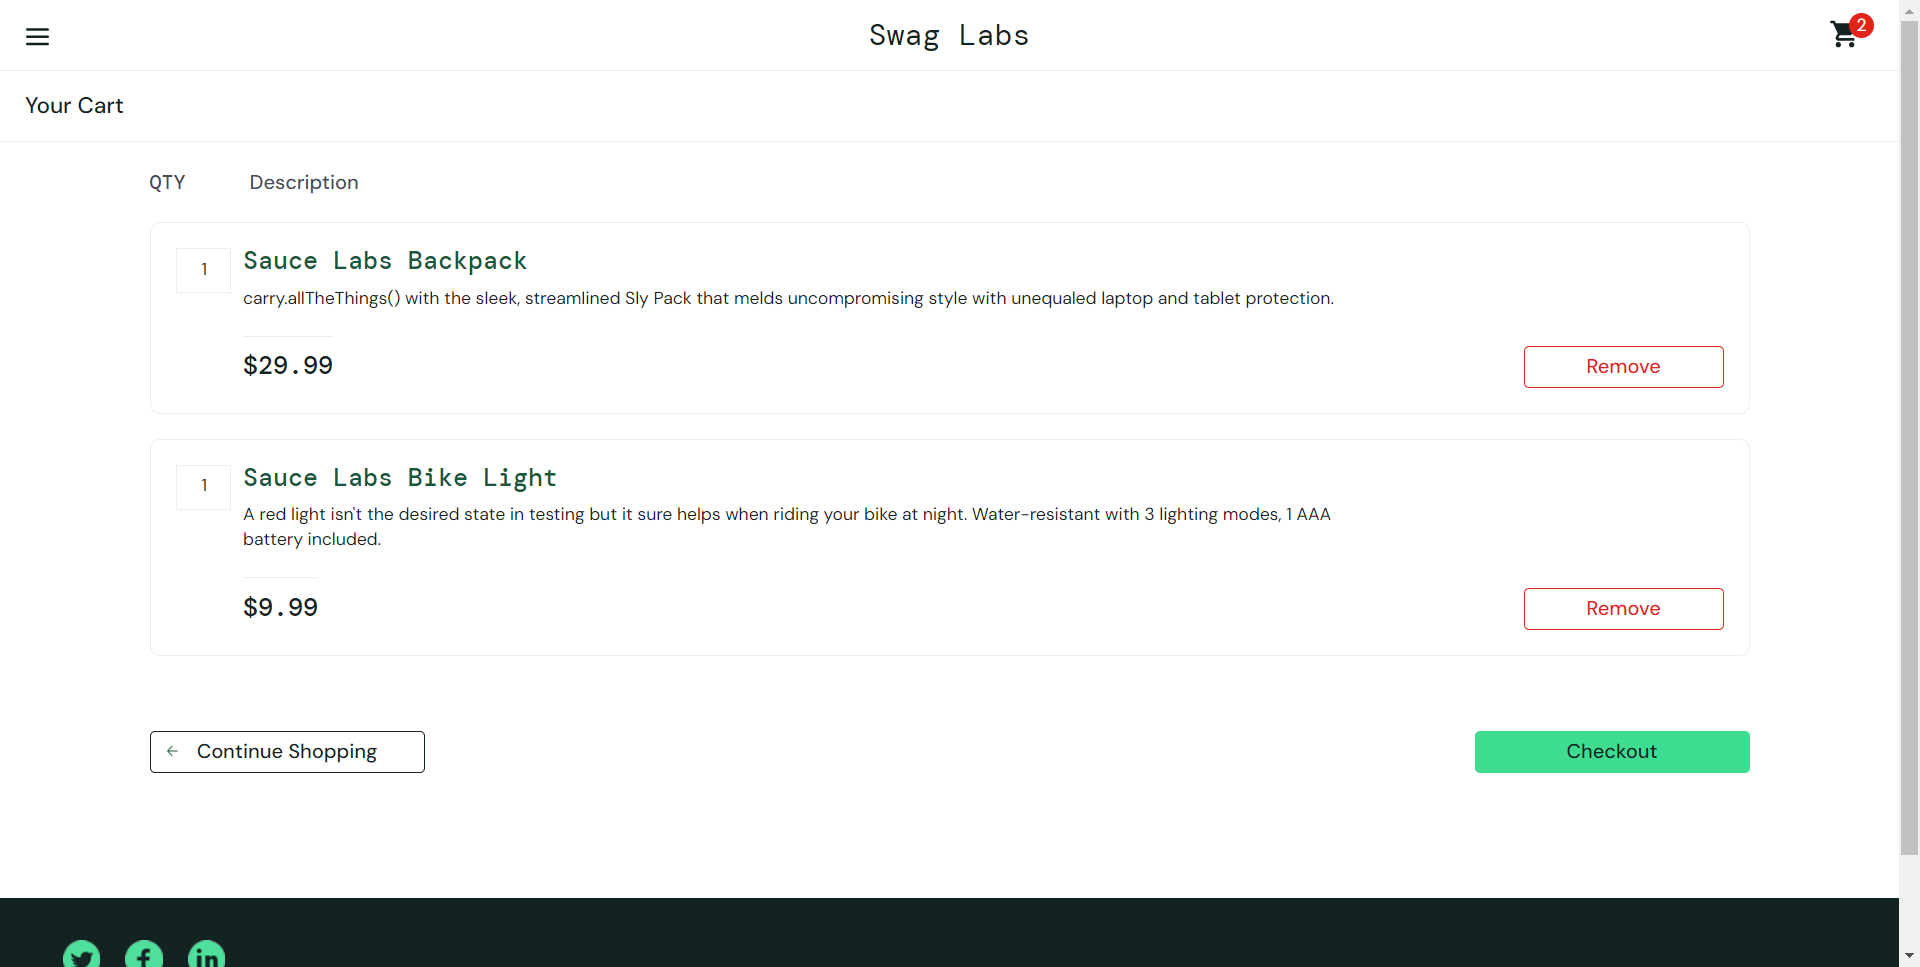 Swag Labs
2
Your Cart
QTY Description
1
Sauce Labs Backpack
carry.allTheThings() with the sleek, streamlined Sly Pack that melds uncompromising style with unequaled laptop and tablet protection.
$29.99
Remove
1
Sauce Labs Bike Light
A red light isn't the desired state in testing but it sure helps when riding your bike at night. Water-resistant with 3 lighting modes, 1 AAA
battery included.
$9.99
Remove
Continue Shopping
Checkout